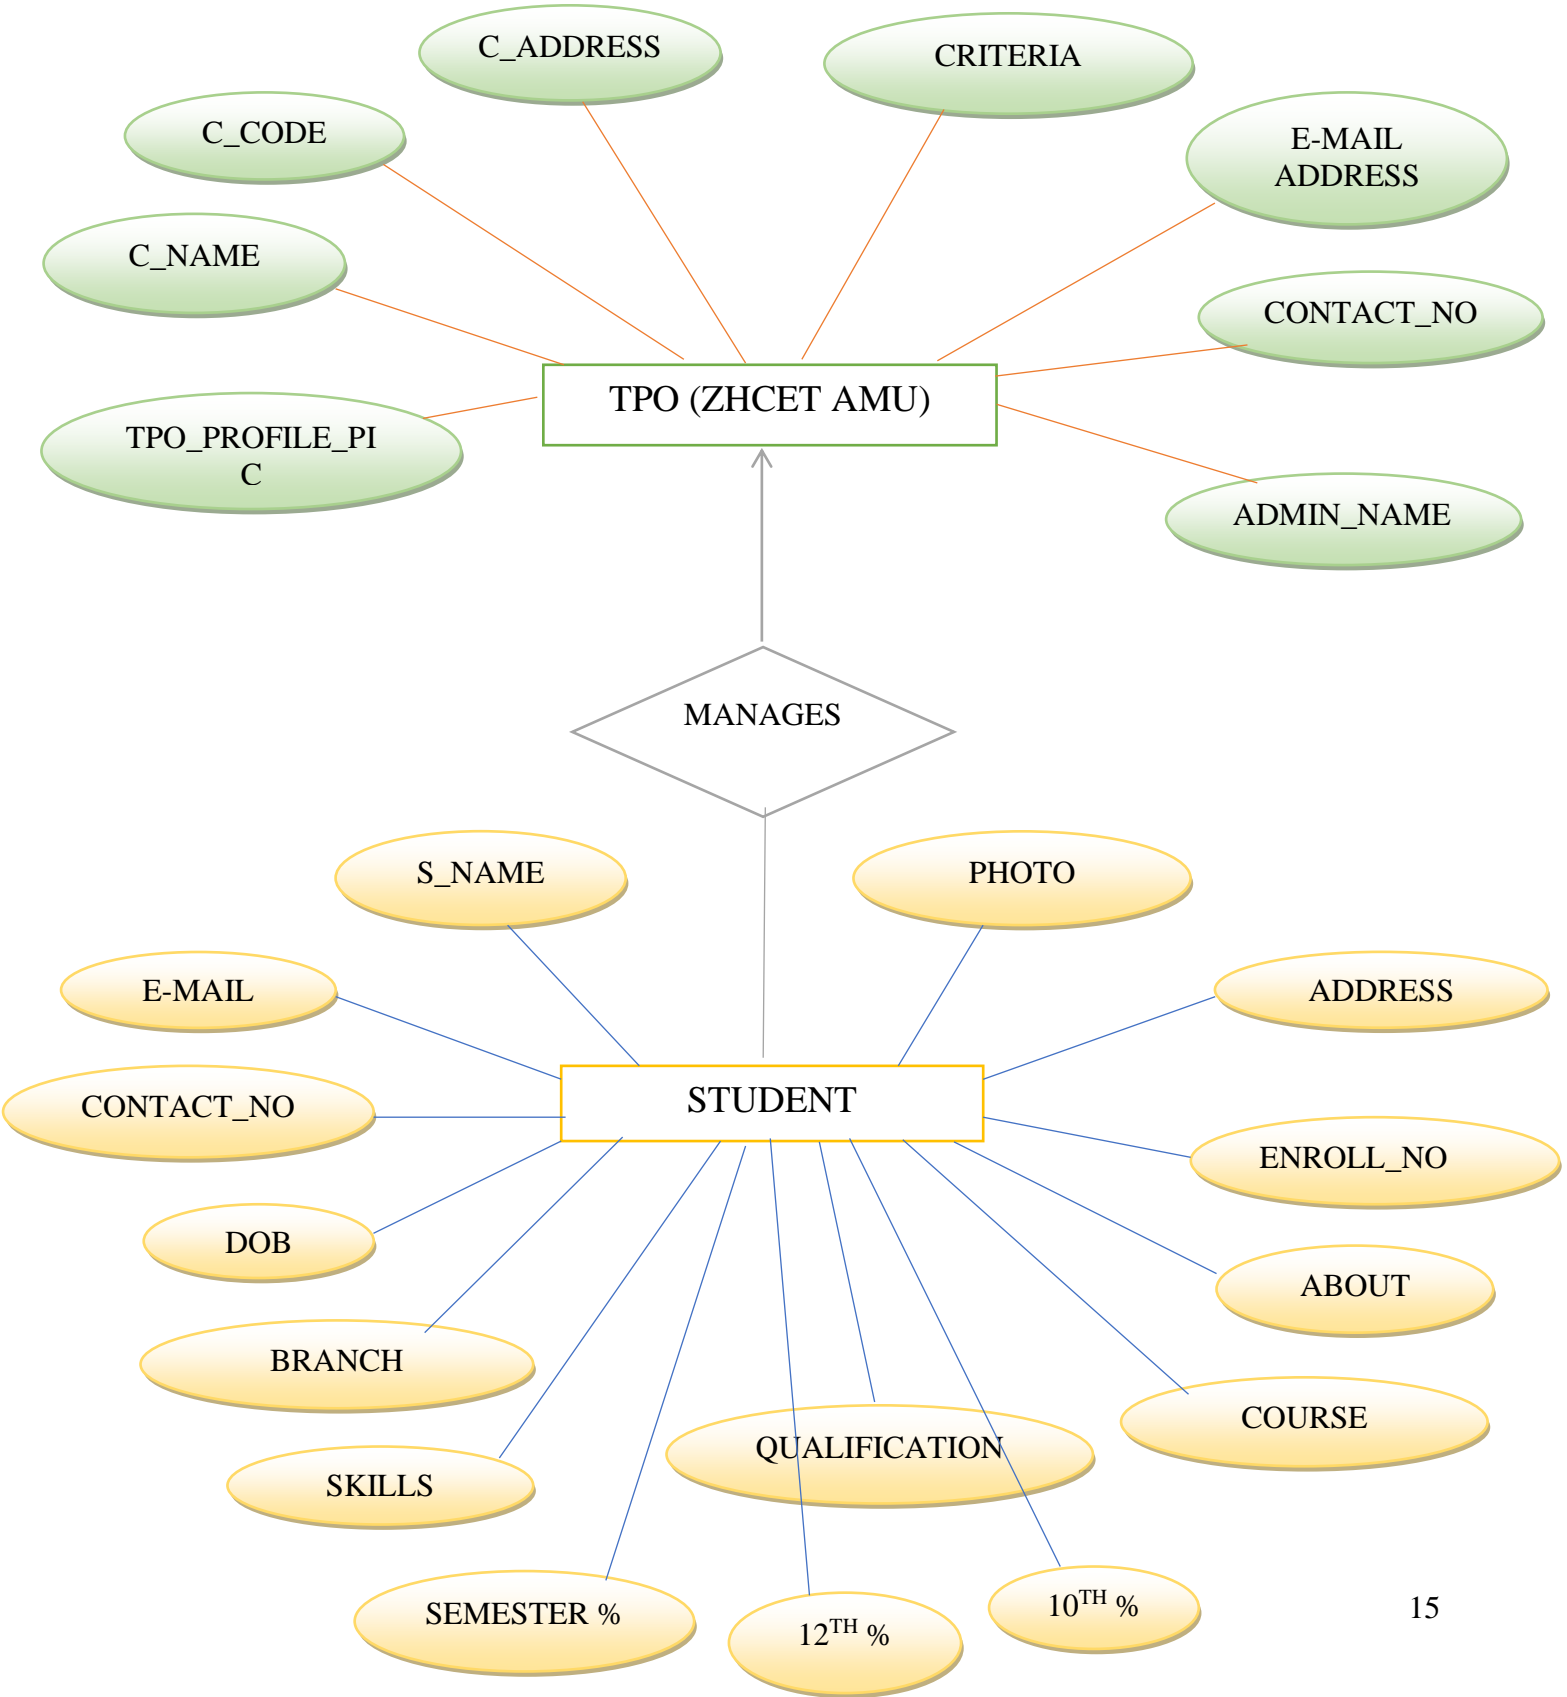 C_ADDRESS
CRITERIA
C_CODE
E-MAIL
ADDRESS
C_NAME
CONTACT_NO
TPO (ZHCET AMU)
TPO_PROFILE_PI
C
ADMIN_NAME
MANAGES
S_NAME
PHOTO
E-MAIL
ADDRESS
CONTACT_NO
STUDENT
ENROLL_NO
DOB
ABOUT
BRANCH
COURSE
QUALIFICATION
SKILLS
SEMESTER %
12TH %
10TH %
15